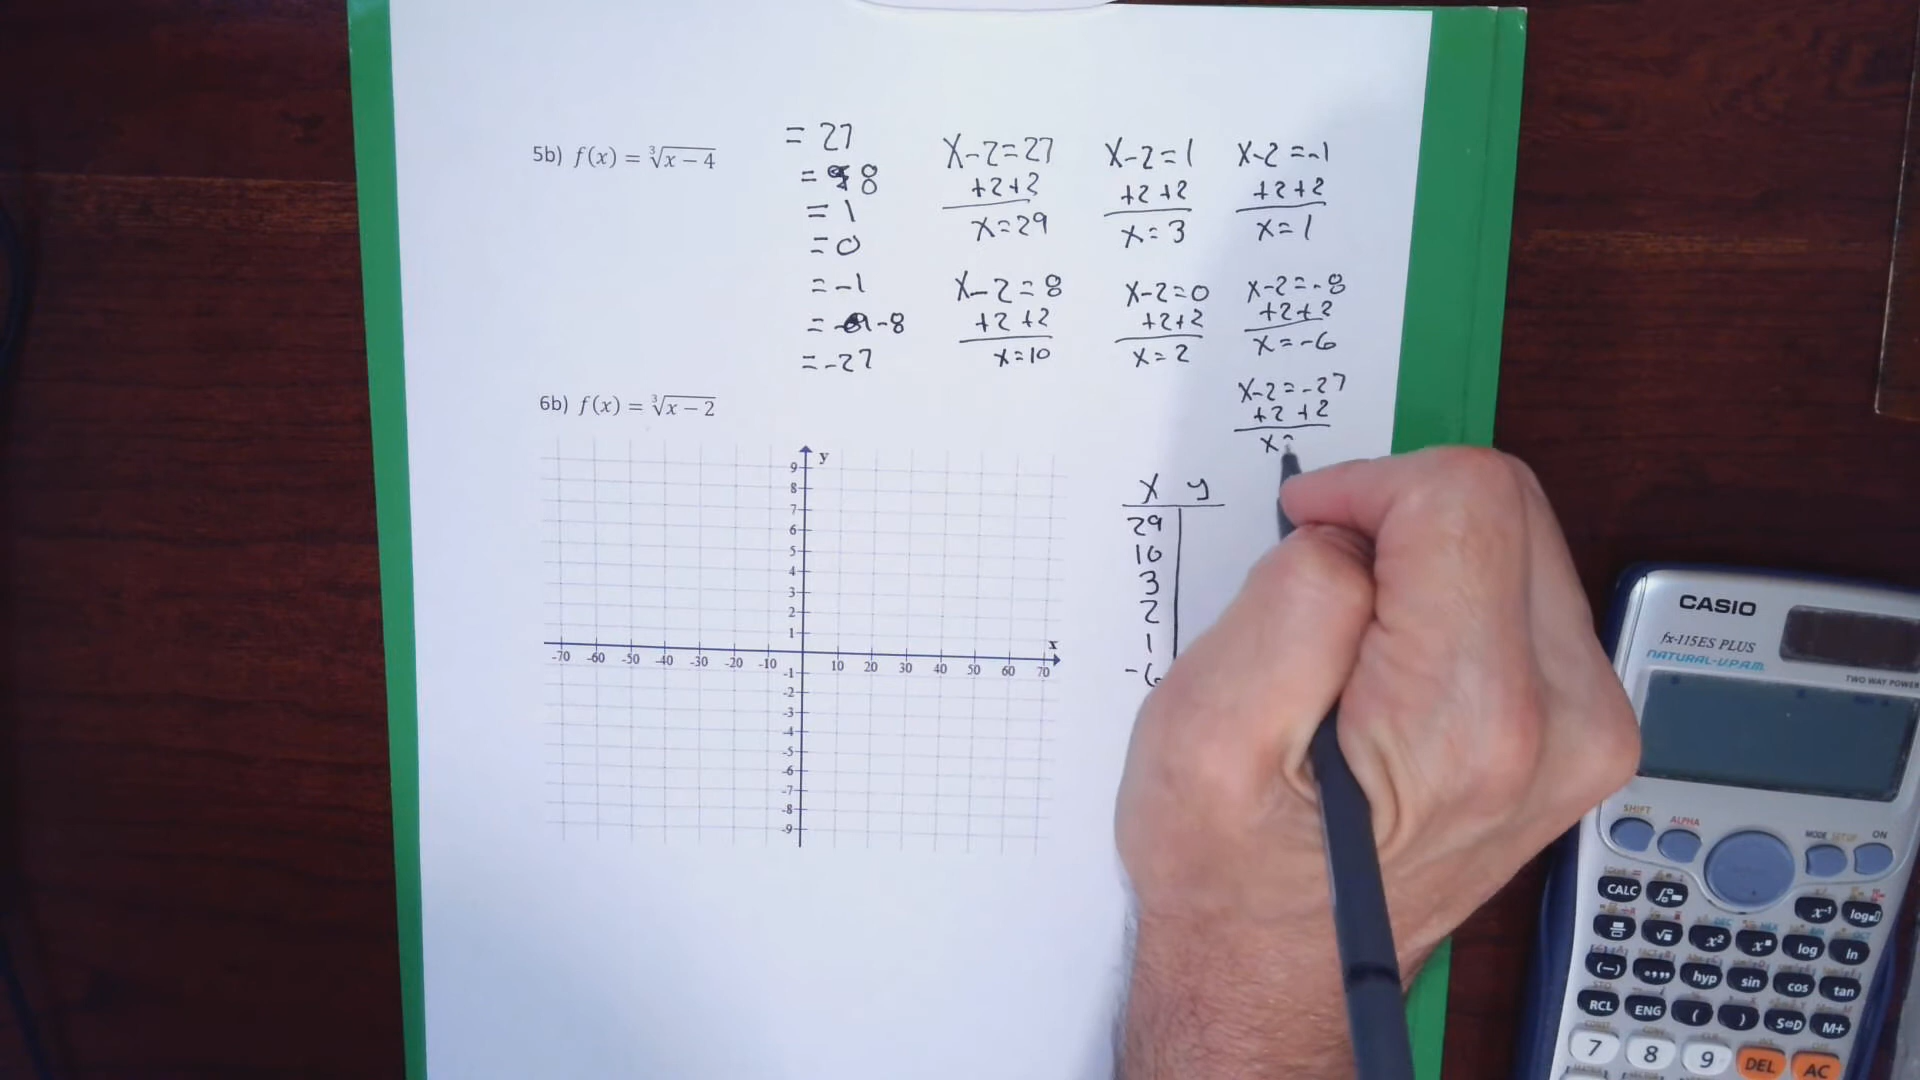 5b) f(x) = ∛(x − 4)
= 27
= 8
= 1
= 0
= -1
= -8
= -27
x-2=27
+2 +2
x=29
x-2=1
+2 +2
x=3
x-2=-1
+2 +2
x=1
x-2=8
+2 +2
x=10
x-2=0
+2 +2
x=2
x-2=-8
+2 +2
x=-6
x-2=-27
+2 +2
x=
6b) f(x) = ∛(x − 2)
y
9
8
7
6
5
4
3
2
1
x
-70 -60 -50 -40 -30 -20 -10 10 20 30 40 50 60 70
-1
-2
-3
-4
-5
-6
-7
-8
-9
x y
29
10
3
2
1
-6
CASIO
fx-115ES PLUS
NATURAL-V.P.A.M.
TWO WAY POWER
SHIFT ALPHA MODE SETUP ON
CALC x⁻¹ log
√ x² x log ln
(−) hyp sin cos tan
RCL ENG ( ) S⇔D M+
7 8 9 DEL AC